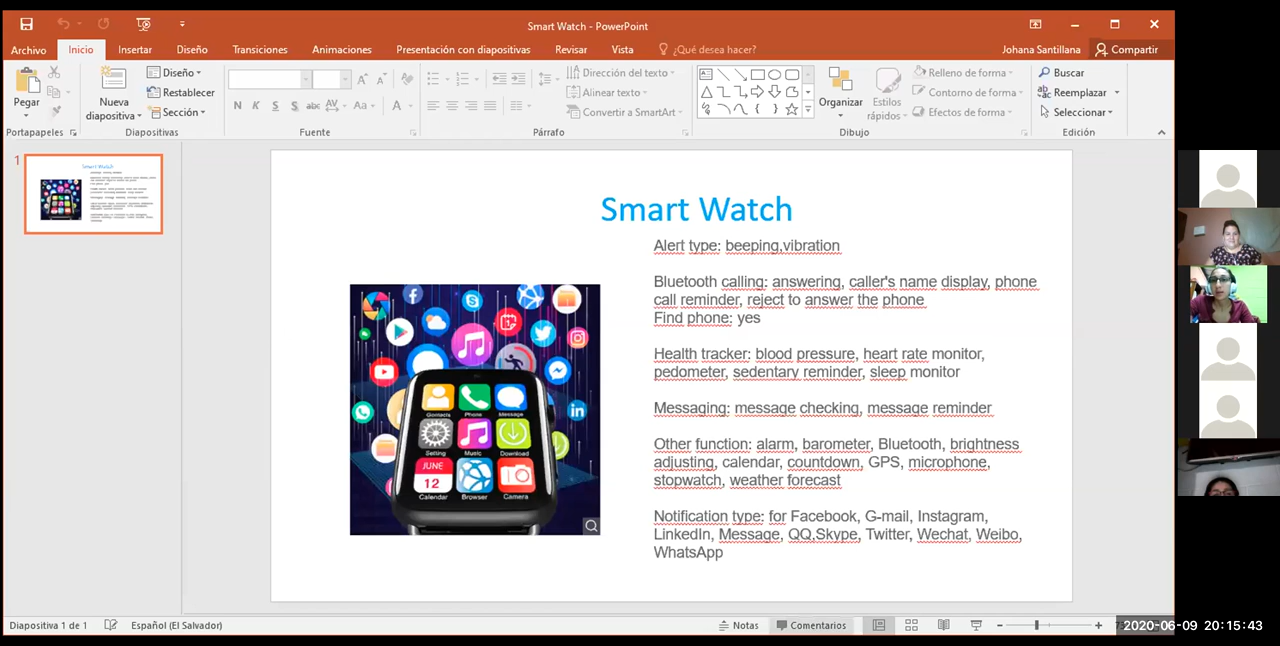 Smart Watch - PowerPoint
Archivo Inicio Insertar Diseño Transiciones Animaciones Presentación con diapositivas Revisar Vista ¿Qué desea hacer? Johana Santillana Compartir
Pegar
Nueva diapositiva
Diseño
Restablecer
Sección
N K S S abc AV Aa A
Dirección del texto
Alinear texto
Convertir a SmartArt
Organizar
Estilos rápidos
Relleno de forma
Contorno de forma
Efectos de forma
Buscar
Reemplazar
Seleccionar
Portapapeles Diapositivas Fuente Párrafo Dibujo Edición
1
Smart Watch
Smart Watch
Alert type: beeping,vibration
Bluetooth calling: answering, caller's name display, phone
call reminder, reject to answer the phone
Find phone: yes
Health tracker: blood pressure, heart rate monitor,
pedometer, sedentary reminder, sleep monitor
Messaging: message checking, message reminder
Other function: alarm, barometer, Bluetooth, brightness
adjusting, calendar, countdown, GPS, microphone,
stopwatch, weather forecast
Notification type: for Facebook, G-mail, Instagram,
LinkedIn, Message, QQ,Skype, Twitter, Wechat, Weibo,
WhatsApp
Contacts Phone Message
Setting Music Download
JUNE
12
Calendar Browser Camera
Diapositiva 1 de 1 Español (El Salvador) Notas Comentarios
2020-06-09 20:15:43